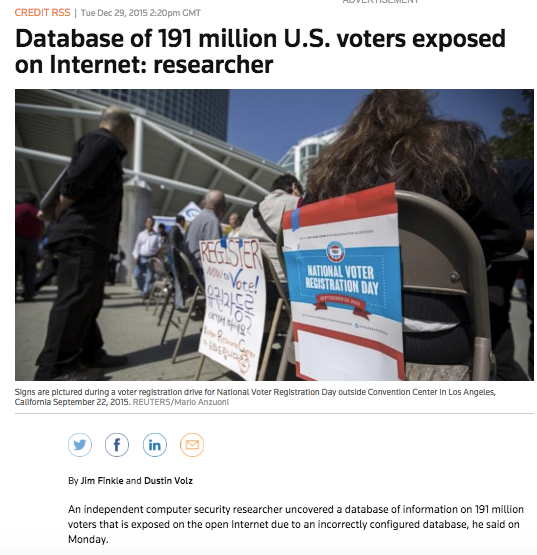 CREDIT RSS | Tue Dec 29, 2015 2:20pm GMT
Database of 191 million U.S. voters exposed
on Internet: researcher
REGISTER
NOW to Vote!
NATIONAL VOTER
REGISTRATION DAY
Signs are pictured during a voter registration drive for National Voter Registration Day outside Convention Center in Los Angeles,
California September 22, 2015. REUTERS/Mario Anzuoni
By Jim Finkle and Dustin Volz
An independent computer security researcher uncovered a database of information on 191 million
voters that is exposed on the open Internet due to an incorrectly configured database, he said on
Monday.